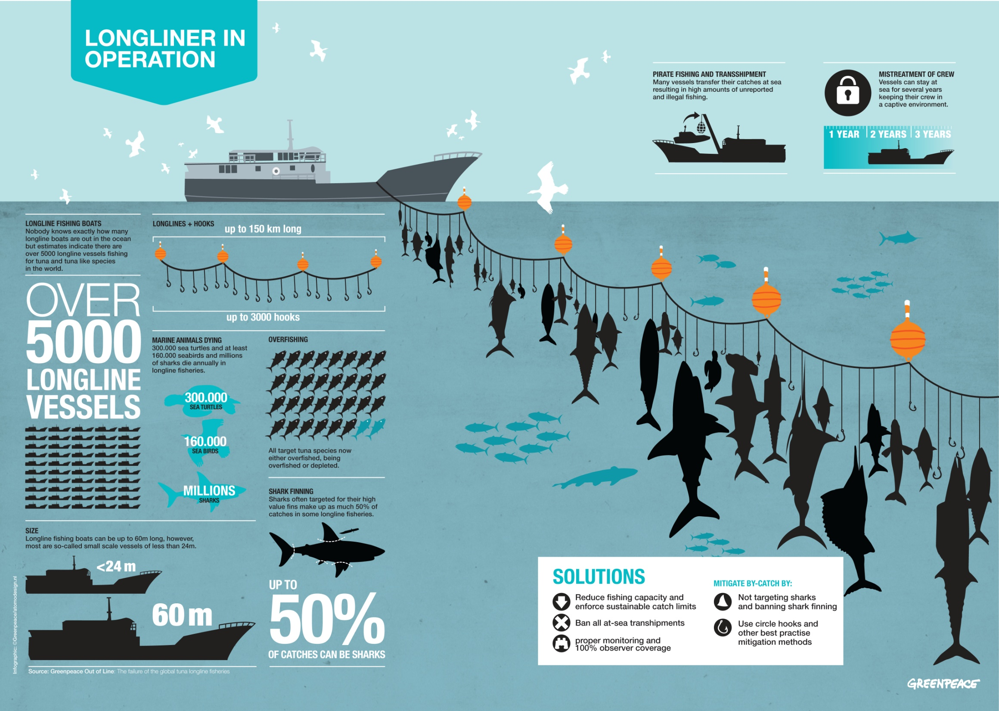 LONGLINER IN
OPERATION
PIRATE FISHING AND TRANSSHIPMENT
Many vessels transfer their catches at sea
resulting in high amounts of unreported
and illegal fishing.
MISTREATMENT OF CREW
Vessels can stay at
sea for several years
keeping their crew in
a captive environment.
1 YEAR
2 YEARS
3 YEARS
LONGLINE FISHING BOATS
Nobody knows exactly how many
longline boats are out in the ocean
but estimates indicate there are
over 5000 longline vessels fishing
for tuna and tuna like species
in the world.
OVER
5000
LONGLINE
VESSELS
LONGLINES + HOOKS
up to 150 km long
up to 3000 hooks
MARINE ANIMALS DYING
300.000 sea turtles and at least
160.000 seabirds and millions
of sharks die annually in
longline fisheries.
300.000
SEA TURTLES
160.000
SEA BIRDS
MILLIONS
SHARKS
OVERFISHING
All target tuna species now
either overfished, being
overfished or depleted.
SHARK FINNING
Sharks often targeted for their high
value fins make up as much 50% of
catches in some longline fisheries.
UP TO
50%
OF CATCHES CAN BE SHARKS
SIZE
Longline fishing boats can be up to 60m long, however,
most are so-called small scale vessels of less than 24m.
<24 m
60 m
Source: Greenpeace Out of Line: The failure of the global tuna longline fisheries
Infographic: ©Greenpeace/atomodesign.nl
SOLUTIONS
Reduce fishing capacity and
enforce sustainable catch limits
Ban all at-sea transhipments
proper monitoring and
100% observer coverage
MITIGATE BY-CATCH BY:
Not targeting sharks
and banning shark finning
Use circle hooks and
other best practise
mitigation methods
GREENPEACE